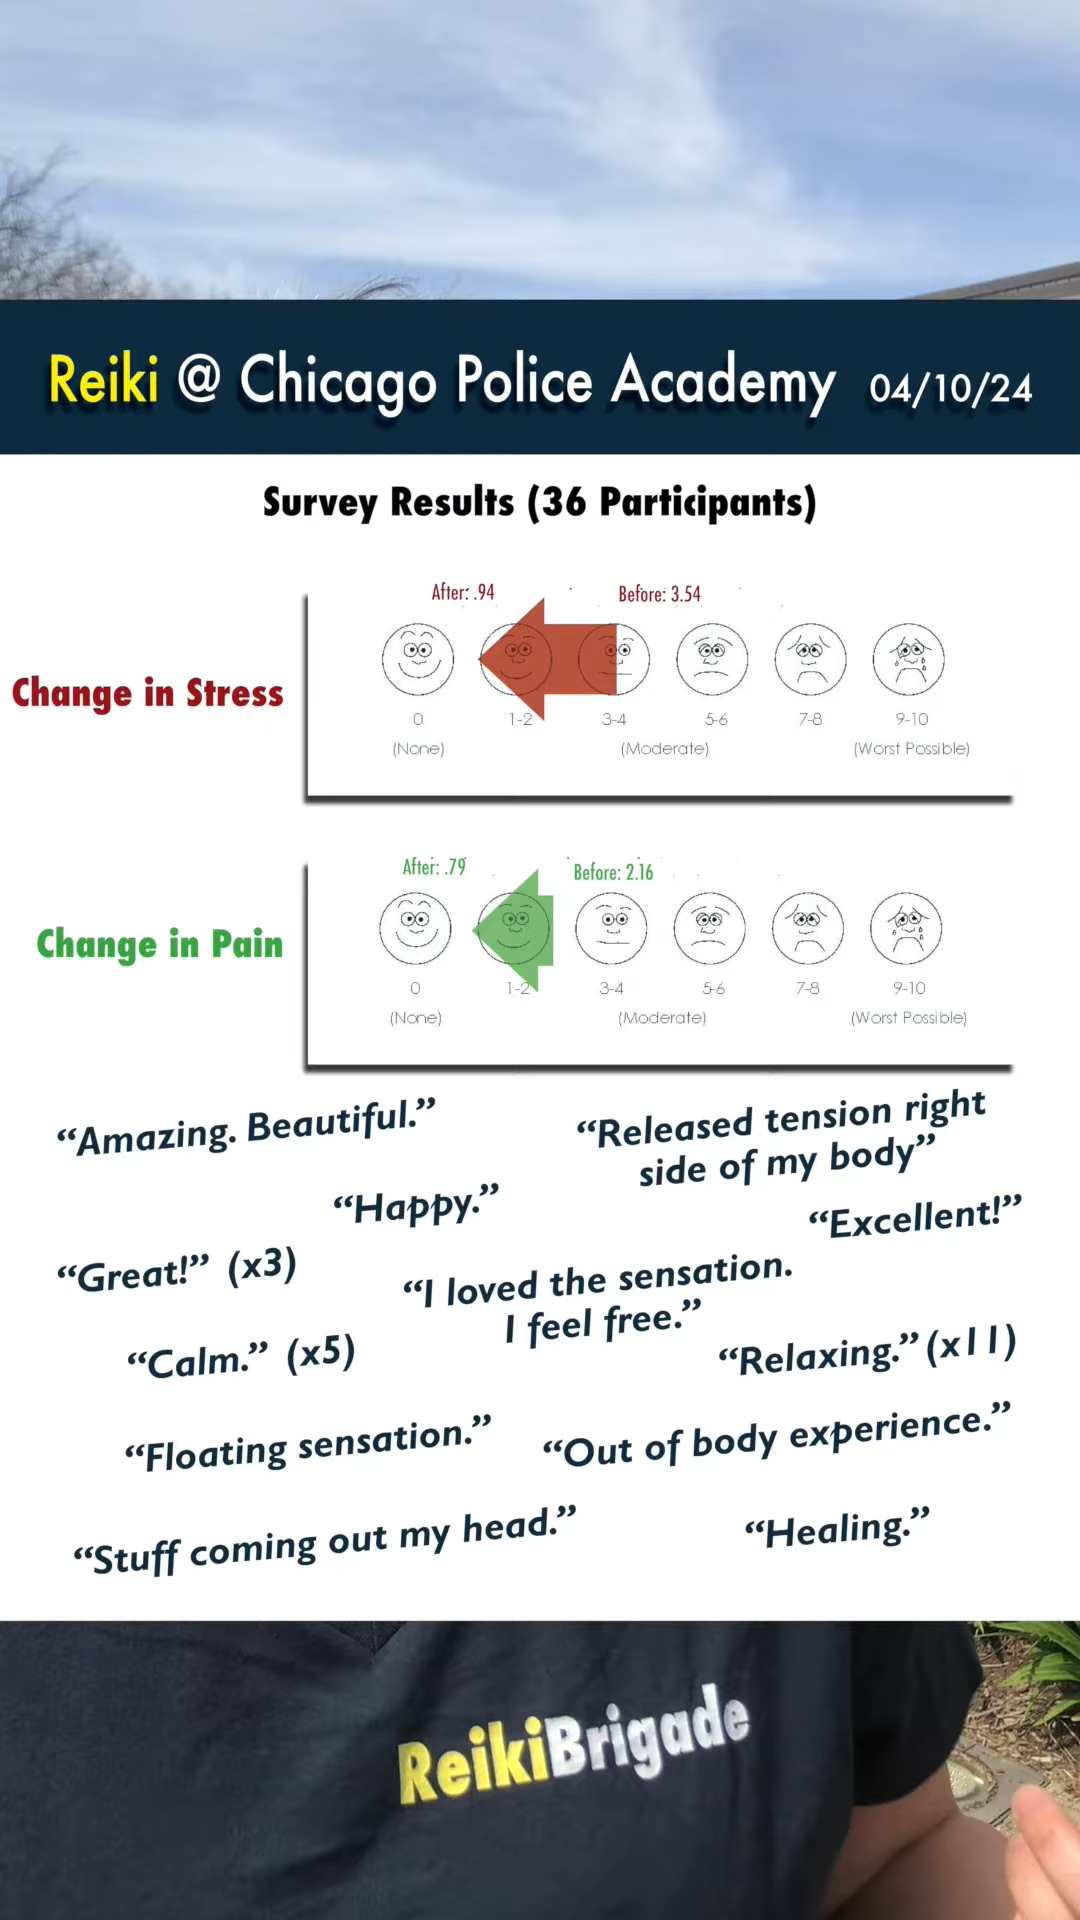 Reiki @ Chicago Police Academy 04/10/24
Survey Results (36 Participants)
After: .94
Before: 3.54
Change in Stress
0
1-2
3-4
5-6
7-8
9-10
(None)
(Moderate)
(Worst Possible)
After: .79
Before: 2.16
Change in Pain
0
1-2
3-4
5-6
7-8
9-10
(None)
(Moderate)
(Worst Possible)
“Amazing. Beautiful.”
“Released tension right
side of my body”
“Happy.”
“Excellent!”
“Great!” (x3)
“I loved the sensation.
I feel free.”
“Calm.” (x5)
“Relaxing.” (x11)
“Floating sensation.”
“Out of body experience.”
“Stuff coming out my head.”
“Healing.”
ReikiBrigade